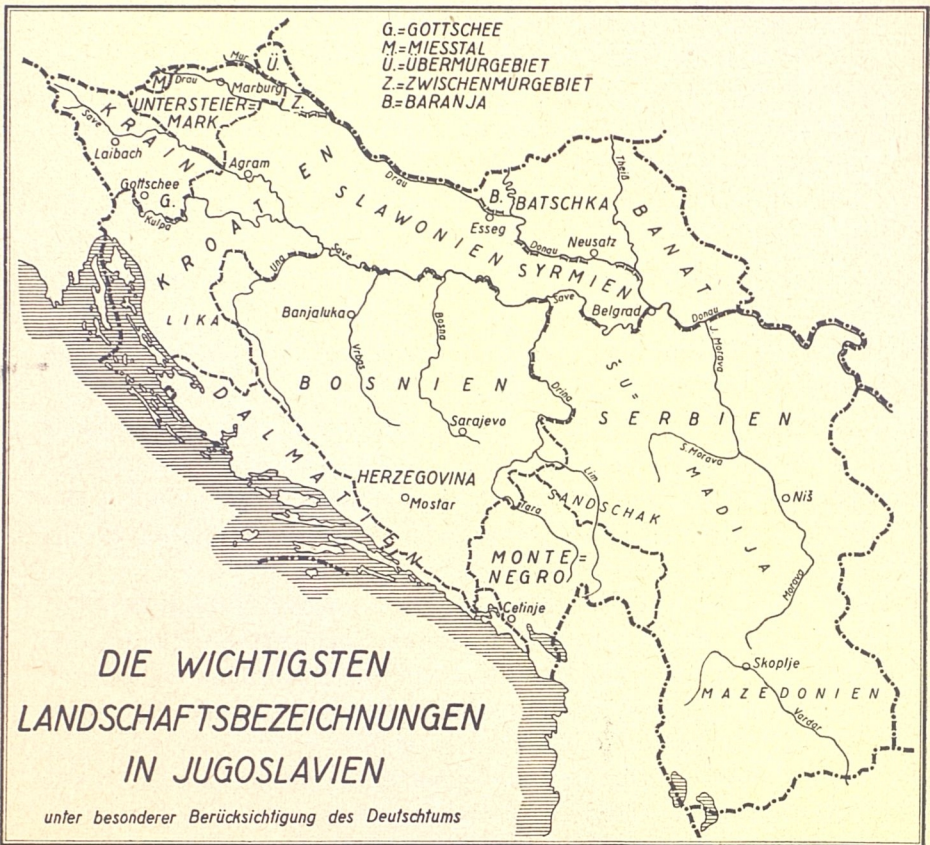 G.=GOTTSCHEE
M.=MIESSTAL
Ü.=ÜBERMURGEBIET
Z.=ZWISCHENMURGEBIET
B.=BARANJA
Mur
Ü.
M.
Drau
Marburg
Z.
UNTERSTEIER=
MARK
Save
KRAIN
Laibach
Agram
Gottschee
G.
Kulpa
KROATIEN
SLAWONIEN
Drau
B.
BATSCHKA
Theiß
BANAT
Esseg
Donau
Neusatz
SYRMIEN
Una
Save
Save
Belgrad
Donau
LIKA
Banjaluka
Vrbas
Bosna
J. Morava
BOSNIEN
Drina
ŠU=
SERBIEN
Sarajevo
DALMATIEN
S. Morava
MADIJA
HERZEGOVINA
Mostar
Lim
SANDSCHAK
Tara
Niš
MONTE=
NEGRO
Morava
Cetinje
Skoplje
MAZEDONIEN
Vardar
DIE WICHTIGSTEN
LANDSCHAFTSBEZEICHNUNGEN
IN JUGOSLAVIEN
unter besonderer Berücksichtigung des Deutschtums